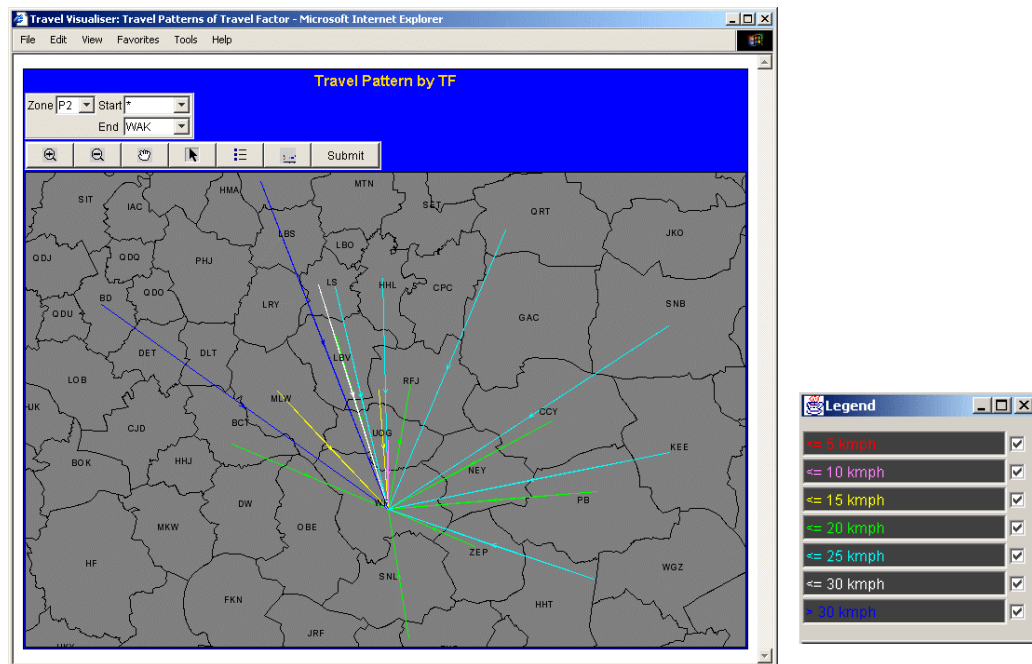 Travel Visualiser: Travel Patterns of Travel Factor - Microsoft Internet Explorer
File Edit View Favorites Tools Help
Travel Pattern by TF
Zone P2 Start *
End WAK
Submit
MTN
HMA
SIT
IAC
SET
QRT
JKO
LBS
LBO
QDJ
QDQ
PHJ
LS
HHL
CPC
QDO
BD
LRY
SNB
QDU
GAC
DET
DLT
LBV
LOB
RFJ
MLW
UK
CCY
BCT
CJD
UOG
KEE
BOK
HHJ
NEY
PB
DW
MKW
OBE
ZEP
HF
WGZ
SNL
FKN
HHT
JRF
Legend
<= 5 kmph
<= 10 kmph
<= 15 kmph
<= 20 kmph
<= 25 kmph
<= 30 kmph
> 30 kmph